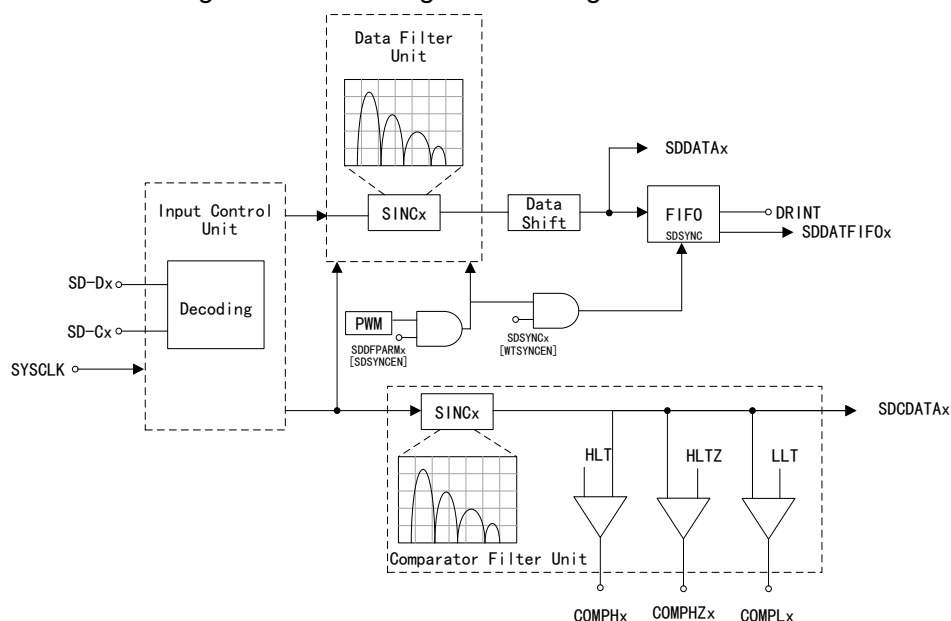 Data Filter
Unit
SINCx
Data
Shift
SDDATAx
FIFO
SDSYNC
DRINT
SDDATFIFOx
Input Control
Unit
Decoding
SD-Dx
SD-Cx
SYSCLK
PWM
SDDFPARMx
[SDSYNCEN]
SDSYNCx
[WTSYNCEN]
SINCx
SDCDATAx
HLT
HLTZ
LLT
Comparator Filter Unit
COMPHx
COMPHZx
COMPLx